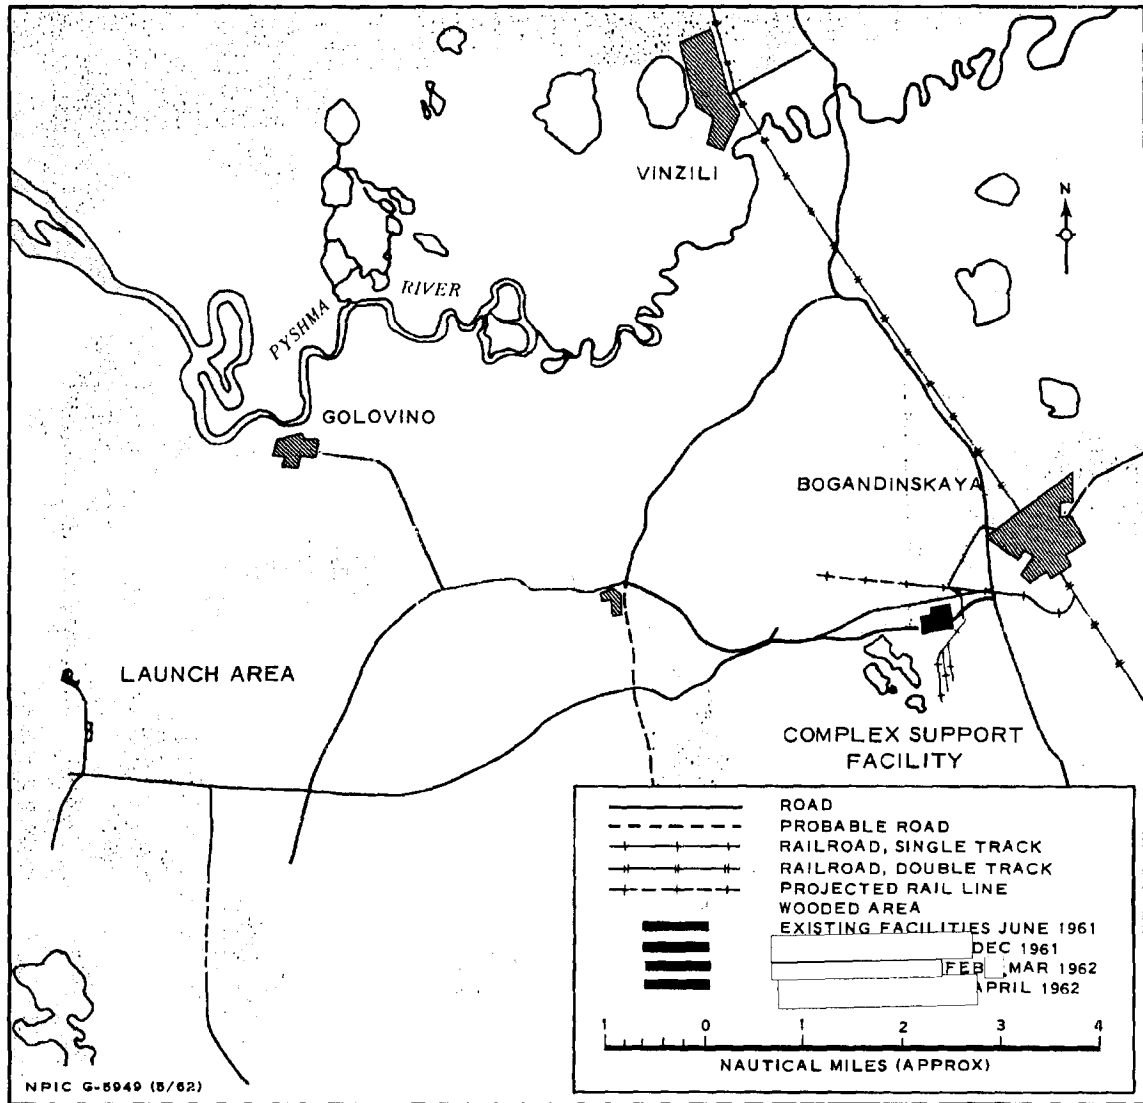 VINZILI
N
PYSHMA RIVER
GOLOVINO
BOGANDINSKAYA
LAUNCH AREA
COMPLEX SUPPORT
FACILITY
ROAD
PROBABLE ROAD
RAILROAD, SINGLE TRACK
RAILROAD, DOUBLE TRACK
PROJECTED RAIL LINE
WOODED AREA
EXISTING FACILITIES JUNE 1961
DEC 1961
FEB MAR 1962
APRIL 1962
1 0 1 2 3 4
NAUTICAL MILES (APPROX)
NPIC G-5949 (5/62)